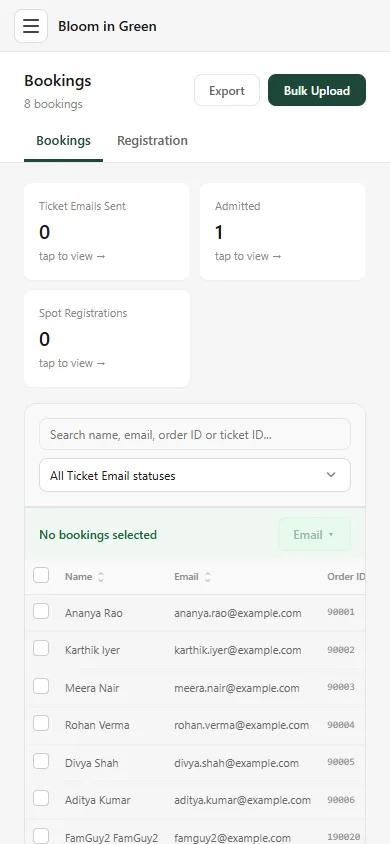 Bloom in Green
Bookings
8 bookings
Export
Bulk Upload
Bookings
Registration
Ticket Emails Sent
0
tap to view →
Admitted
1
tap to view →
Spot Registrations
0
tap to view →
Search name, email, order ID or ticket ID...
All Ticket Email statuses
No bookings selected
Email
Name Email Order ID
Ananya Rao ananya.rao@example.com 90001
Karthik Iyer karthik.iyer@example.com 90002
Meera Nair meera.nair@example.com 90003
Rohan Verma rohan.verma@example.com 90004
Divya Shah divya.shah@example.com 90005
Aditya Kumar aditya.kumar@example.com 90006
FamGuy2 FamGuy2 famguy2@example.com 190020